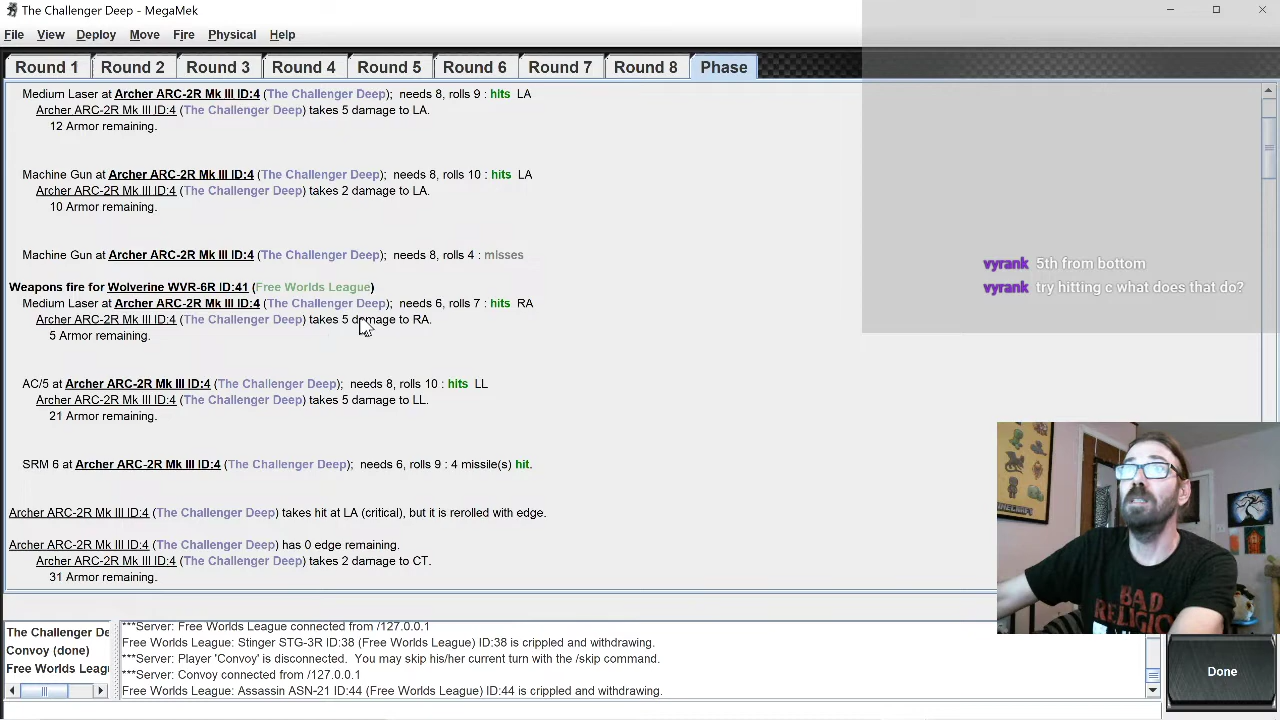 The Challenger Deep - MegaMek
File View Deploy Move Fire Physical Help
Round 1 Round 2 Round 3 Round 4 Round 5 Round 6 Round 7 Round 8 Phase
Medium Laser at Archer ARC-2R Mk III ID:4 (The Challenger Deep); needs 8, rolls 9 : hits LA
Archer ARC-2R Mk III ID:4 (The Challenger Deep) takes 5 damage to LA.
12 Armor remaining.
Machine Gun at Archer ARC-2R Mk III ID:4 (The Challenger Deep); needs 8, rolls 10 : hits LA
Archer ARC-2R Mk III ID:4 (The Challenger Deep) takes 2 damage to LA.
10 Armor remaining.
Machine Gun at Archer ARC-2R Mk III ID:4 (The Challenger Deep); needs 8, rolls 4 : misses
Weapons fire for Wolverine WVR-6R ID:41 (Free Worlds League)
Medium Laser at Archer ARC-2R Mk III ID:4 (The Challenger Deep); needs 6, rolls 7 : hits RA
Archer ARC-2R Mk III ID:4 (The Challenger Deep) takes 5 damage to RA.
5 Armor remaining.
AC/5 at Archer ARC-2R Mk III ID:4 (The Challenger Deep); needs 8, rolls 10 : hits LL
Archer ARC-2R Mk III ID:4 (The Challenger Deep) takes 5 damage to LL.
21 Armor remaining.
SRM 6 at Archer ARC-2R Mk III ID:4 (The Challenger Deep); needs 6, rolls 9 : 4 missile(s) hit.
Archer ARC-2R Mk III ID:4 (The Challenger Deep) takes hit at LA (critical), but it is rerolled with edge.
Archer ARC-2R Mk III ID:4 (The Challenger Deep) has 0 edge remaining.
Archer ARC-2R Mk III ID:4 (The Challenger Deep) takes 2 damage to CT.
31 Armor remaining.
vyrank 5th from bottom
vyrank try hitting c what does that do?
MINECRAFT
BAD
RELIGION
The Challenger De
Convoy (done)
Free Worlds Leagu
***Server: Free Worlds League connected from /127.0.0.1
Free Worlds League: Stinger STG-3R ID:38 (Free Worlds League) ID:38 is crippled and withdrawing.
***Server: Player 'Convoy' is disconnected. You may skip his/her current turn with the /skip command.
***Server: Convoy connected from /127.0.0.1
Free Worlds League: Assassin ASN-21 ID:44 (Free Worlds League) ID:44 is crippled and withdrawing.
Done